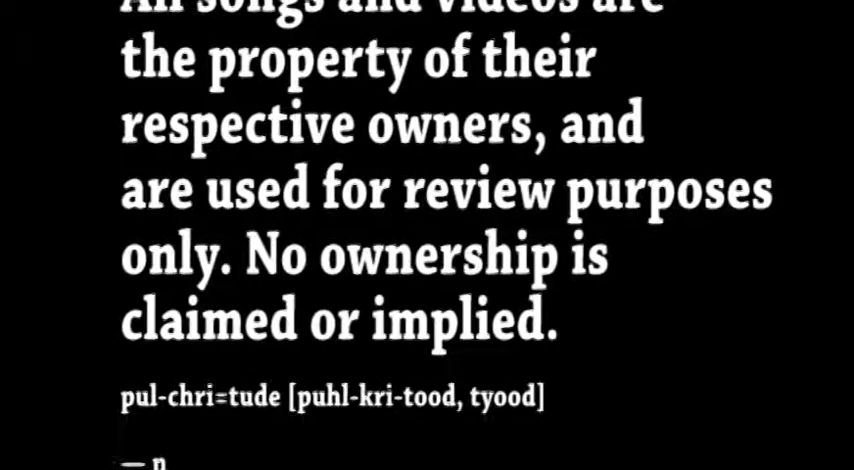 All songs and videos are
the property of their
respective owners, and
are used for review purposes
only. No ownership is
claimed or implied.
pul-chri=tude [puhl-kri-tood, tyood]
— n